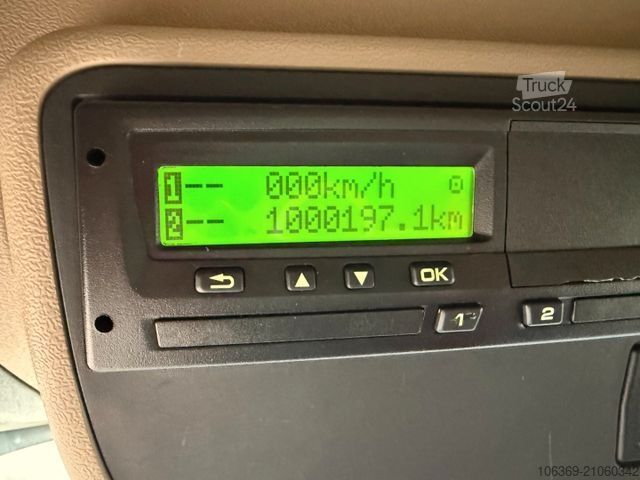 Truck
Scout24
1-- 000km/h
2-- 1000197.1km
OK
1
2
106369-21060342